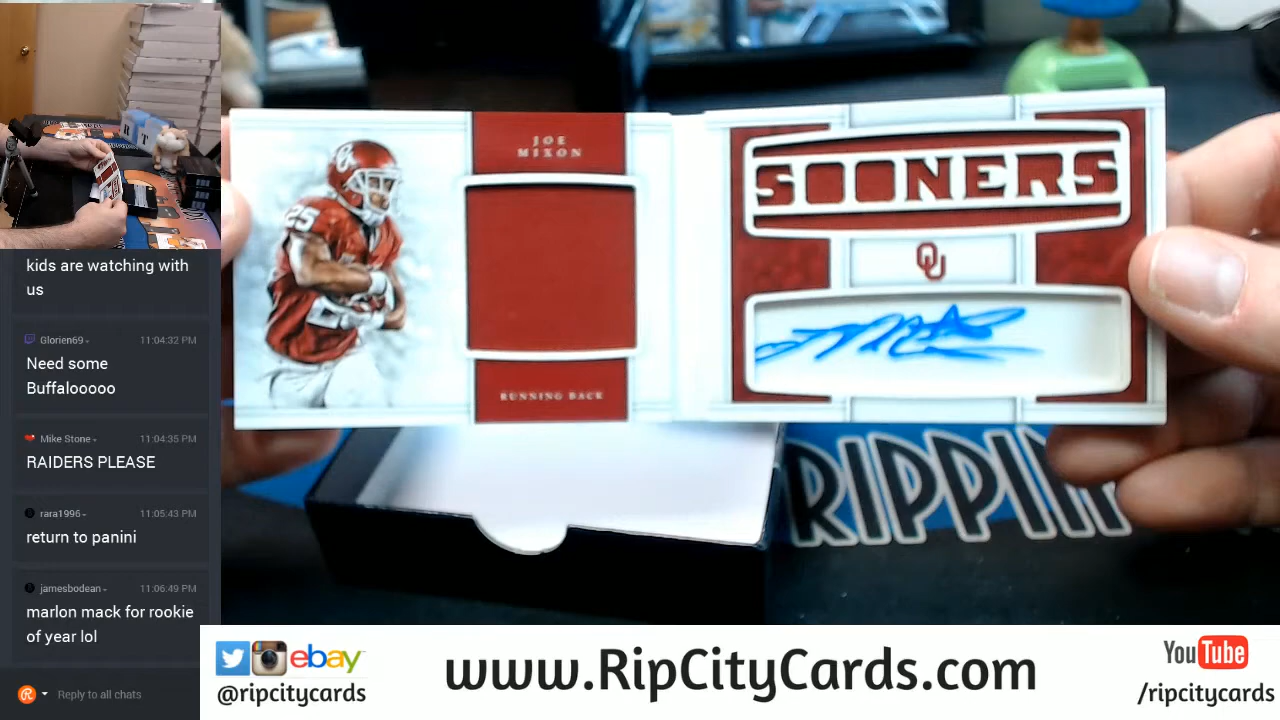 kids are watching with
us
Glorien69
11:04:32 PM
Need some
Buffalooooo
Mike Stone
11:04:35 PM
RAIDERS PLEASE
rara1996
11:05:43 PM
return to panini
jamesbodean
11:06:49 PM
marlon mack for rookie
of year lol
Reply to all chats
JOE
MIXON
25
RUNNING BACK
SOONERS
OU
RIPPIN
ebay
@ripcitycards
www.RipCityCards.com
YouTube
/ripcitycards
R T